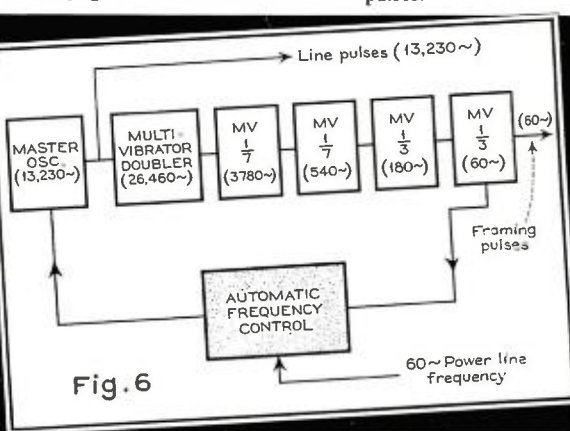 pulses.
Line pulses (13,230~)
MASTER
OSC.
(13,230~)
MULTI-
VIBRATOR
DOUBLER
(26,460~)
MV
1/7
(3780~)
MV
1/7
(540~)
MV
1/3
(180~)
MV
1/3
(60~)
(60~)
Framing
pulses
AUTOMATIC
FREQUENCY
CONTROL
60~ Power line
frequency
Fig. 6